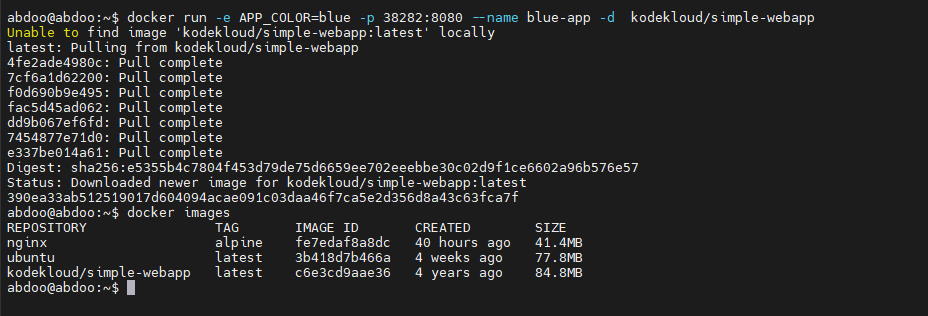 abdoo@abdoo:~$ docker run -e APP_COLOR=blue -p 38282:8080 --name blue-app -d  kodekloud/simple-webapp
Unable to find image 'kodekloud/simple-webapp:latest' locally
latest: Pulling from kodekloud/simple-webapp
4fe2ade4980c: Pull complete
7cf6a1d62200: Pull complete
f0d690b9e495: Pull complete
fac5d45ad062: Pull complete
dd9b067ef6fd: Pull complete
7454877e71d0: Pull complete
e337be014a61: Pull complete
Digest: sha256:e5355b4c7804f453d79de75d6659ee702eeebbe30c02d9f1ce6602a96b576e57
Status: Downloaded newer image for kodekloud/simple-webapp:latest
390ea33ab512519017d604094acae091c03daa46f7ca5e2d356d8a43c63fca7f
abdoo@abdoo:~$ docker images
REPOSITORY                TAG       IMAGE ID       CREATED        SIZE
nginx                     alpine    fe7edaf8a8dc   40 hours ago   41.4MB
ubuntu                    latest    3b418d7b466a   4 weeks ago    77.8MB
kodekloud/simple-webapp   latest    c6e3cd9aae36   4 years ago    84.8MB
abdoo@abdoo:~$